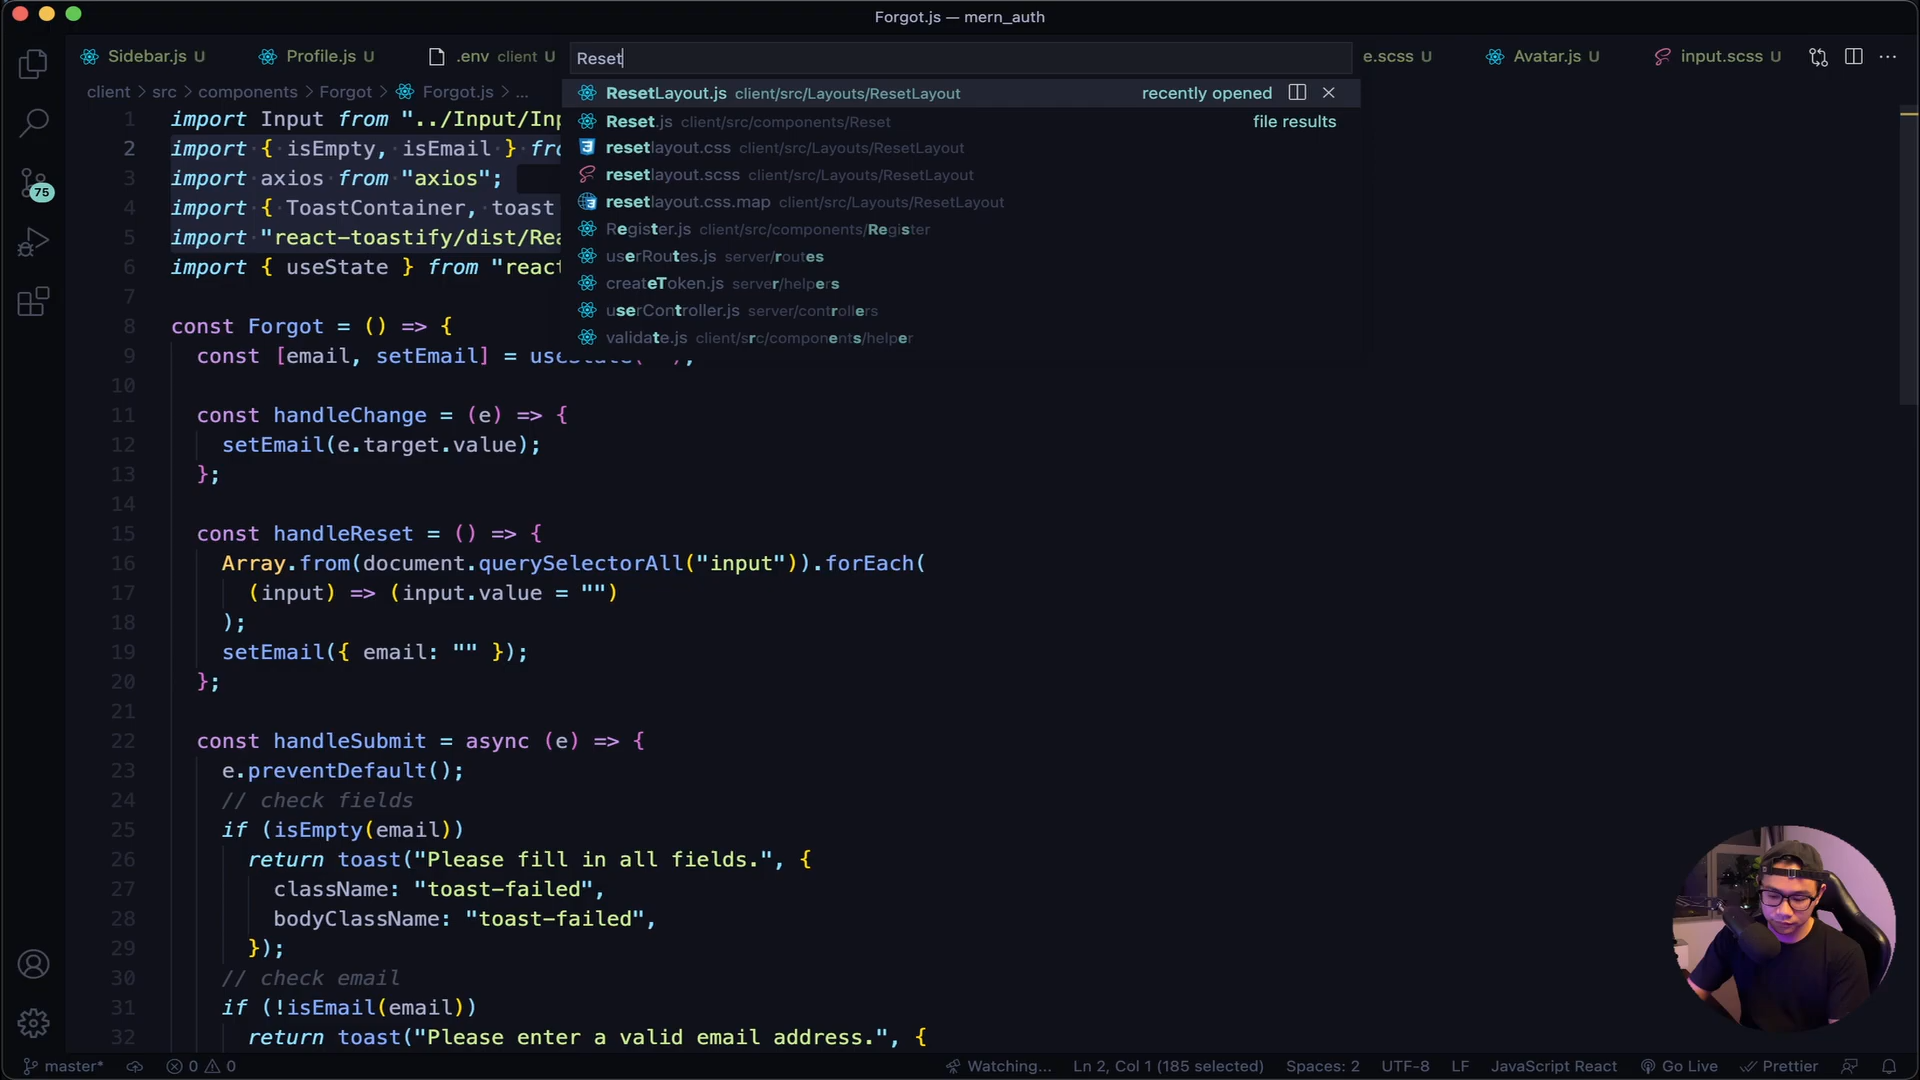 Forgot.js — mern_auth
Sidebar.js U
Profile.js U
.env client U
Reset
e.scss U
Avatar.js U
input.scss U
client > src > components > Forgot > Forgot.js > ...
ResetLayout.js client/src/Layouts/ResetLayout recently opened
Reset.js client/src/components/Reset file results
resetlayout.css client/src/Layouts/ResetLayout
resetlayout.scss client/src/Layouts/ResetLayout
resetlayout.css.map client/src/Layouts/ResetLayout
Register.js client/src/components/Register
userRoutes.js server/routes
createToken.js server/helpers
userController.js server/controllers
validate.js client/src/components/helper
75
1 import Input from "../Input/Inp
2 import { isEmpty, isEmail } fro
3 import axios from "axios";
4 import { ToastContainer, toast
5 import "react-toastify/dist/Rea
6 import { useState } from "react
7
8 const Forgot = () => {
9 const [email, setEmail] = useState(" ");
10
11 const handleChange = (e) => {
12 setEmail(e.target.value);
13 };
14
15 const handleReset = () => {
16 Array.from(document.querySelectorAll("input")).forEach(
17 (input) => (input.value = "")
18 );
19 setEmail({ email: "" });
20 };
21
22 const handleSubmit = async (e) => {
23 e.preventDefault();
24 // check fields
25 if (isEmpty(email))
26 return toast("Please fill in all fields.", {
27 className: "toast-failed",
28 bodyClassName: "toast-failed",
29 });
30 // check email
31 if (!isEmail(email))
32 return toast("Please enter a valid email address.", {
master* 0 0 Watching... Ln 2, Col 1 (185 selected) Spaces: 2 UTF-8 LF JavaScript React Go Live Prettier